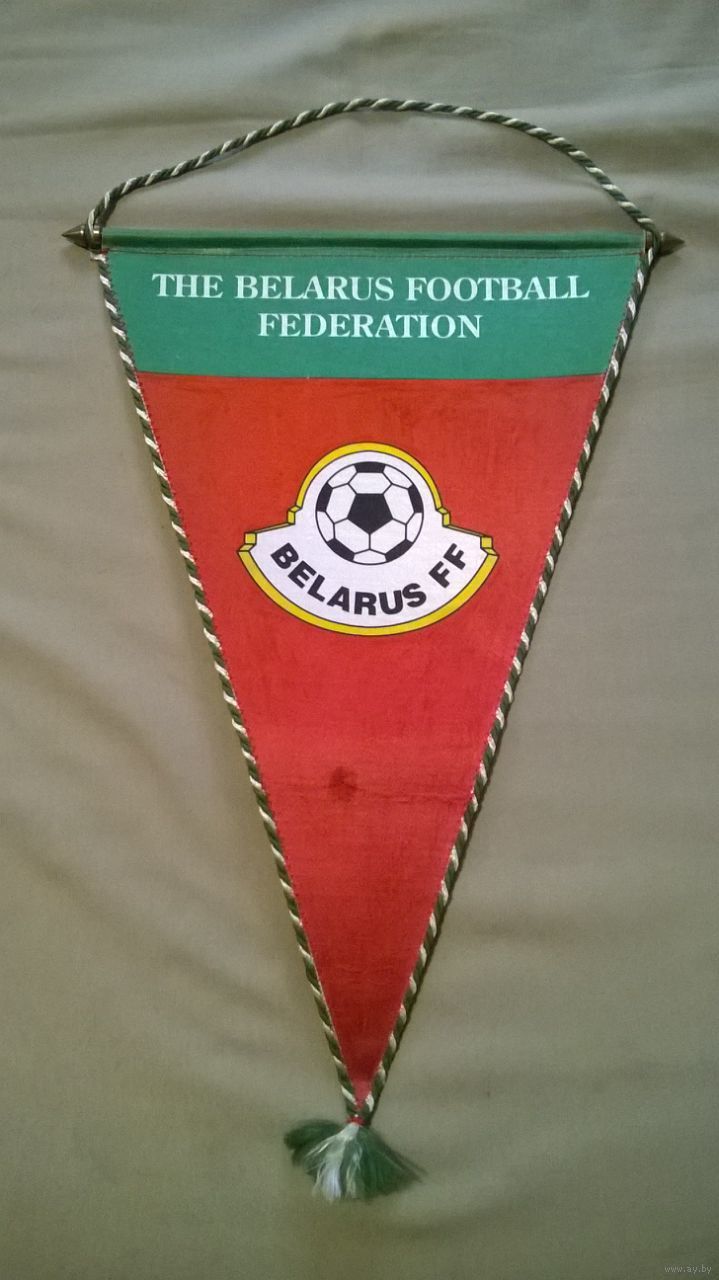 THE BELARUS FOOTBALL
FEDERATION
BELARUS FF
www.ay.by